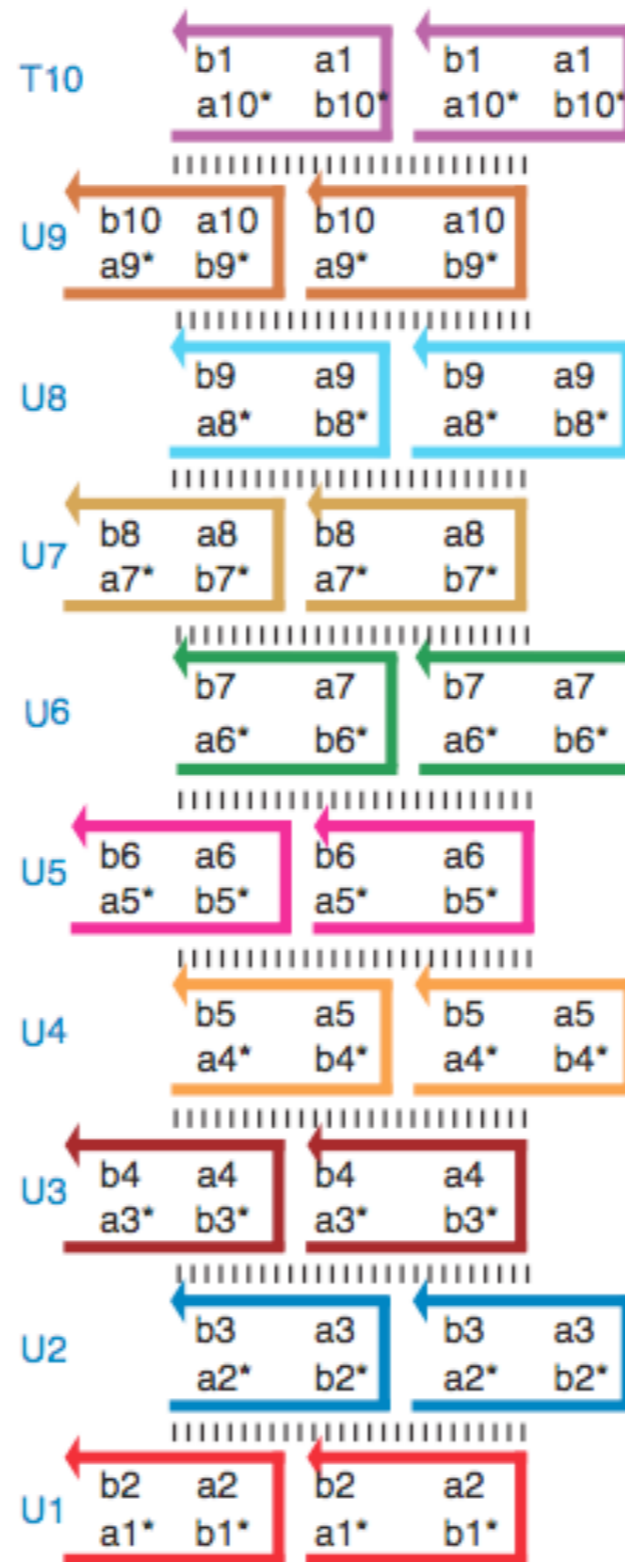 T10
b1 a1 b1 a1
a10* b10* a10* b10*
U9
b10 a10 b10 a10
a9* b9* a9* b9*
U8
b9 a9 b9 a9
a8* b8* a8* b8*
U7
b8 a8 b8 a8
a7* b7* a7* b7*
U6
b7 a7 b7 a7
a6* b6* a6* b6*
U5
b6 a6 b6 a6
a5* b5* a5* b5*
U4
b5 a5 b5 a5
a4* b4* a4* b4*
U3
b4 a4 b4 a4
a3* b3* a3* b3*
U2
b3 a3 b3 a3
a2* b2* a2* b2*
U1
b2 a2 b2 a2
a1* b1* a1* b1*